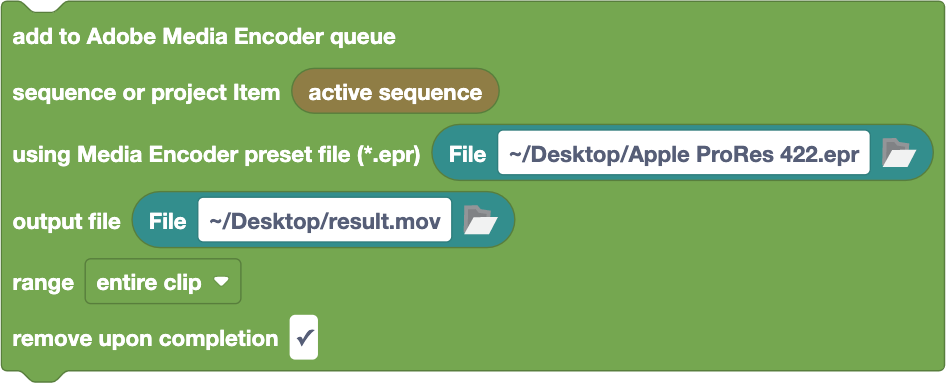 add to Adobe Media Encoder queue
sequence or project Item active sequence
using Media Encoder preset file (*.epr) File ~/Desktop/Apple ProRes 422.epr
output file File ~/Desktop/result.mov
range entire clip
remove upon completion ✓